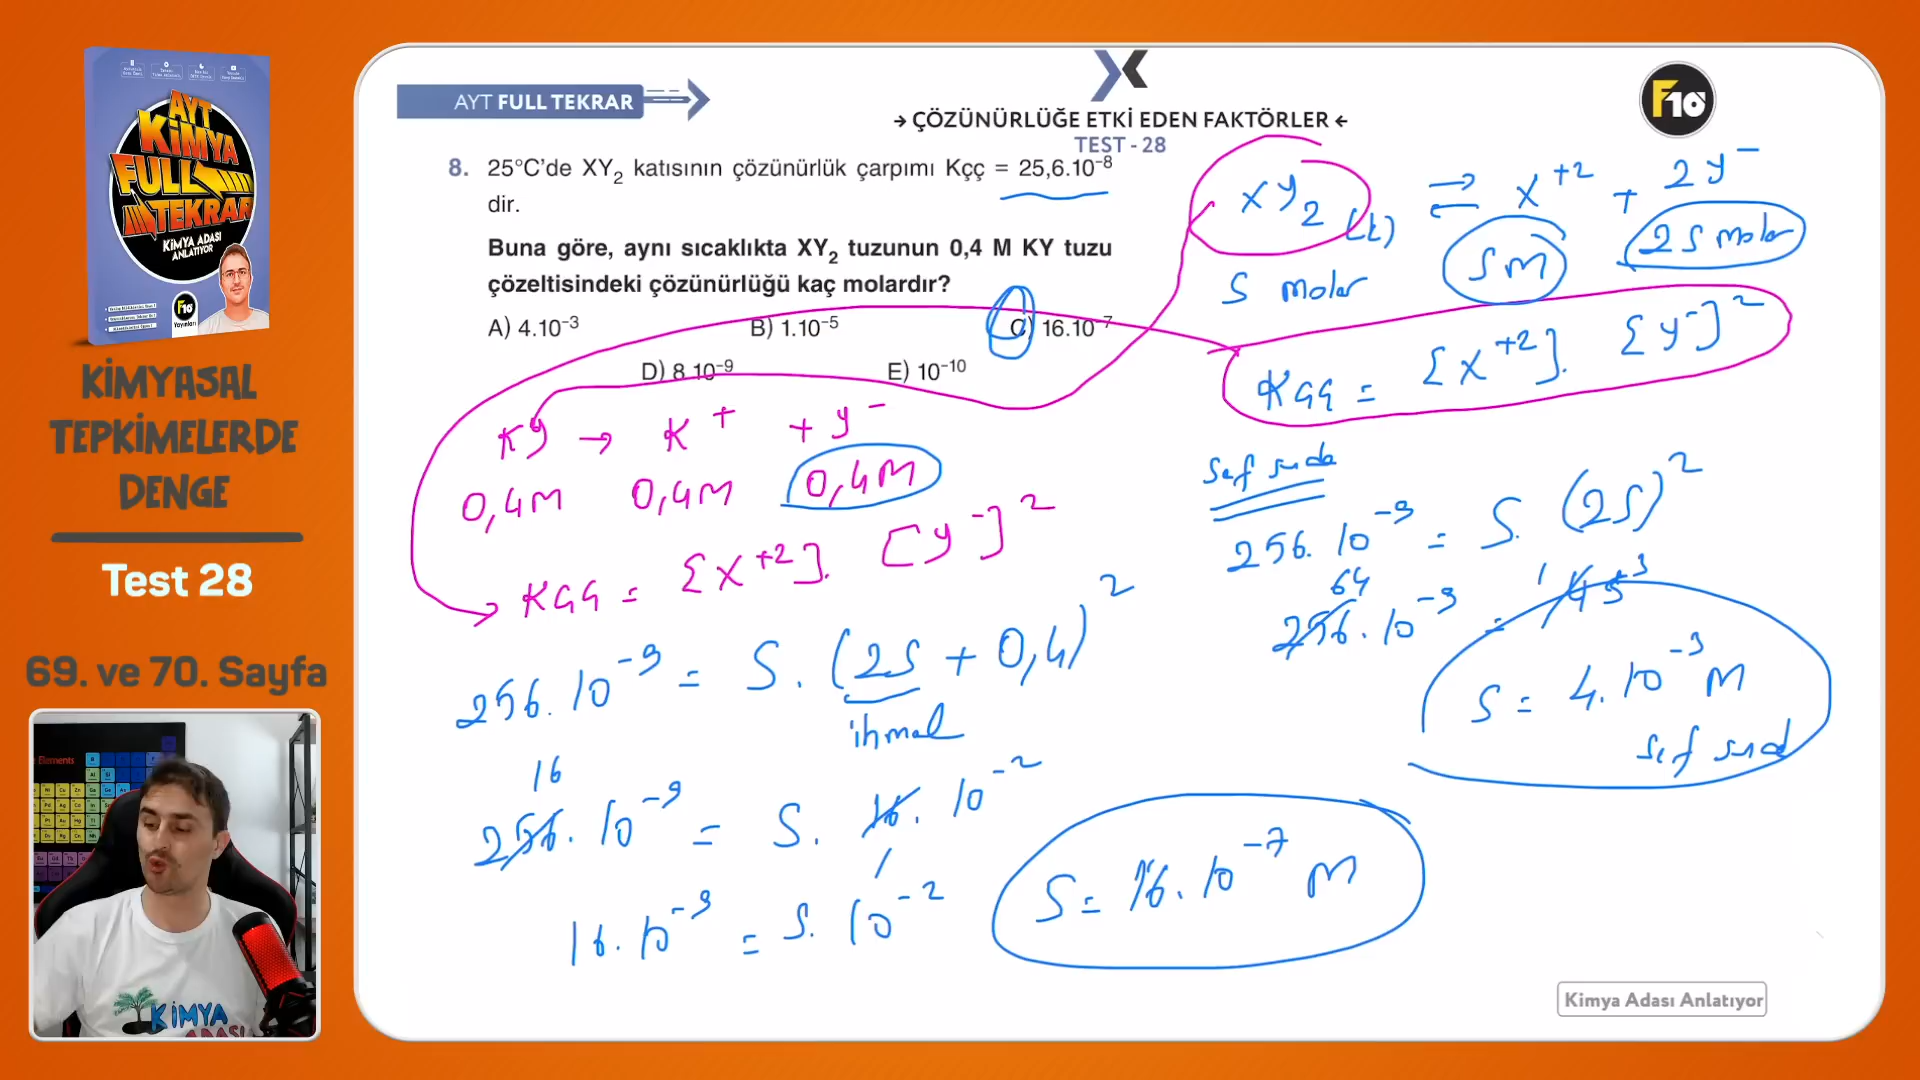 AYT
KİMYA
FULL
TEKRAR
KİMYA ADASI
ANLATIYOR
F10
Yayınları
KİMYASAL
TEPKİMELERDE
DENGE
Test 28
69. ve 70. Sayfa
Elements
KİMYA
ADASI
AYT FULL TEKRAR
→ ÇÖZÜNÜRLÜĞE ETKİ EDEN FAKTÖRLER ←
TEST - 28
F10
8. 25°C'de XY₂ katısının çözünürlük çarpımı Kçç = 25,6.10⁻⁸
dir.
Buna göre, aynı sıcaklıkta XY₂ tuzunun 0,4 M KY tuzu
çözeltisindeki çözünürlüğü kaç molardır?
A) 4.10⁻³ B) 1.10⁻⁵ C) 16.10⁻⁷
D) 8.10⁻⁹ E) 10⁻¹⁰
XY₂(k) ⇌ X⁺² + 2Y⁻
S molar SM 2S molar
Kçç = [X⁺²]. [Y⁻]²
Saf suda
256.10⁻⁹ = S. (2S)²
64
256.10⁻⁹ = 1 4S³
S = 4.10⁻³ M
saf suda
KY → K⁺ + Y⁻
0,4M 0,4M 0,4M
Kçç = [X⁺²]. [Y⁻]²
256.10⁻⁹ = S. (2S + 0,4)²
ihmal
16
256.10⁻⁹ = S. 16. 10⁻²
1
16.10⁻⁹ = S. 10⁻²
S = 16.10⁻⁷ M
Kimya Adası Anlatıyor